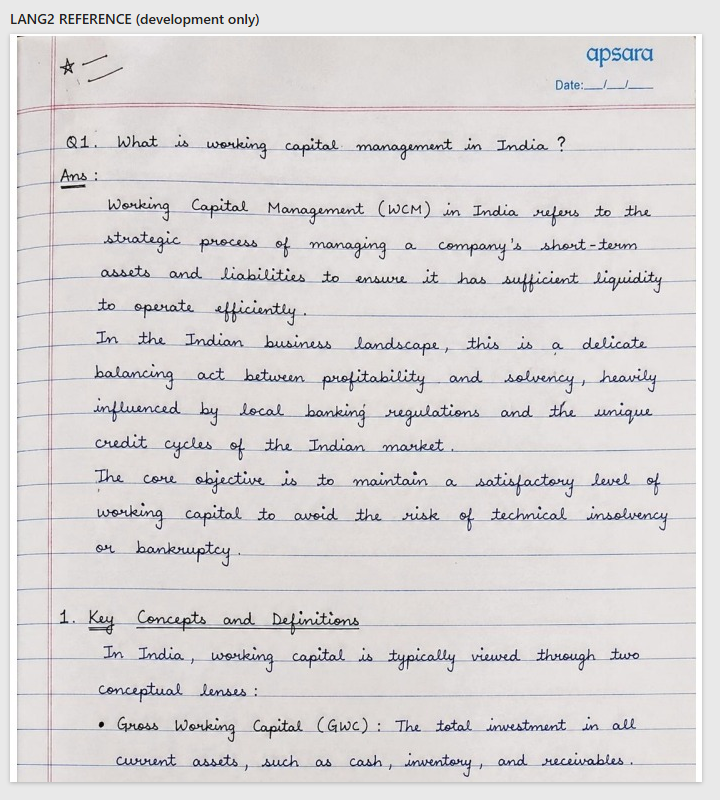 LANG2 REFERENCE (development only)
apsara
Date:__/__/__
Q1. What is working capital management in India ?
Ans :
Working Capital Management (WCM) in India refers to the
strategic process of managing a company's short-term
assets and liabilities to ensure it has sufficient liquidity
to operate efficiently.
In the Indian business landscape, this is a delicate
balancing act between profitability and solvency, heavily
influenced by local banking regulations and the unique
credit cycles of the Indian market.
The core objective is to maintain a satisfactory level of
working capital to avoid the risk of technical insolvency
or bankruptcy.
1. Key Concepts and Definitions
In India, working capital is typically viewed through two
conceptual lenses :
• Gross Working Capital (GWC) : The total investment in all
current assets, such as cash, inventory, and receivables.